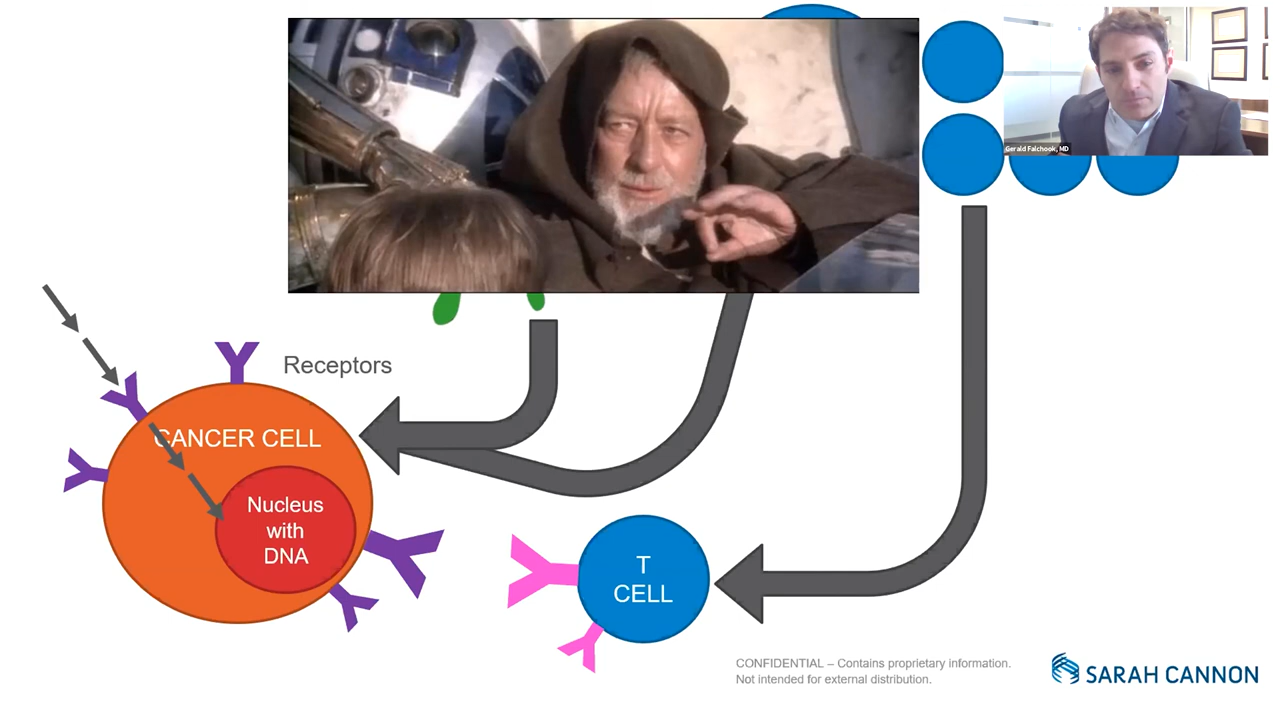 Gerald Falchook, MD
Receptors
CANCER CELL
Nucleus
with
DNA
T
CELL
CONFIDENTIAL – Contains proprietary information.
Not intended for external distribution.
SARAH CANNON